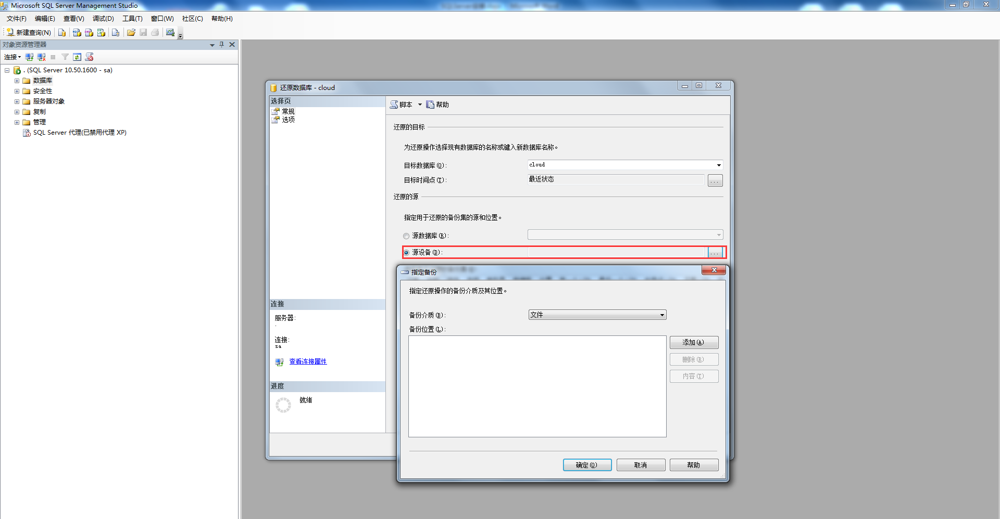 Microsoft SQL Server Management Studio
文件(F) 编辑(E) 查看(V) 调试(D) 工具(T) 窗口(W) 社区(C) 帮助(H)
新建查询(N)
对象资源管理器
连接
. (SQL Server 10.50.1600 - sa)
数据库
安全性
服务器对象
复制
管理
SQL Server 代理(已禁用代理 XP)
还原数据库 - cloud
选择页
常规
选项
脚本 帮助
还原的目标
为还原操作选择现有数据库的名称或键入新数据库名称。
目标数据库(O): cloud
目标时间点(T): 最近状态
...
还原的源
指定用于还原的备份集的源和位置。
源数据库(R):
源设备(D): ...
连接
服务器:
.
连接:
sa
查看连接属性
进度
就绪
指定备份
指定还原操作的备份介质及其位置。
备份介质(B): 文件
备份位置(L):
添加(A)
删除(R)
内容(T)
确定(O) 取消 帮助